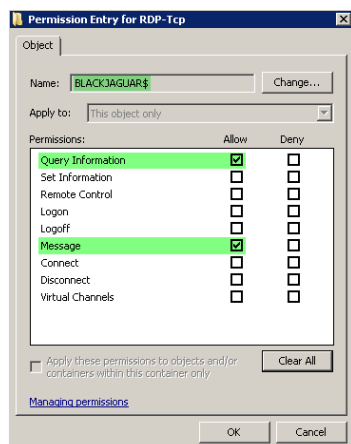 Permission Entry for RDP-Tcp
Object
Name: BLACKJAGUAR$ Change...
Apply to: This object only
Permissions: Allow Deny
Query Information
Set Information
Remote Control
Logon
Logoff
Message
Connect
Disconnect
Virtual Channels
Apply these permissions to objects and/or
containers within this container only
Clear All
Managing permissions
OK Cancel